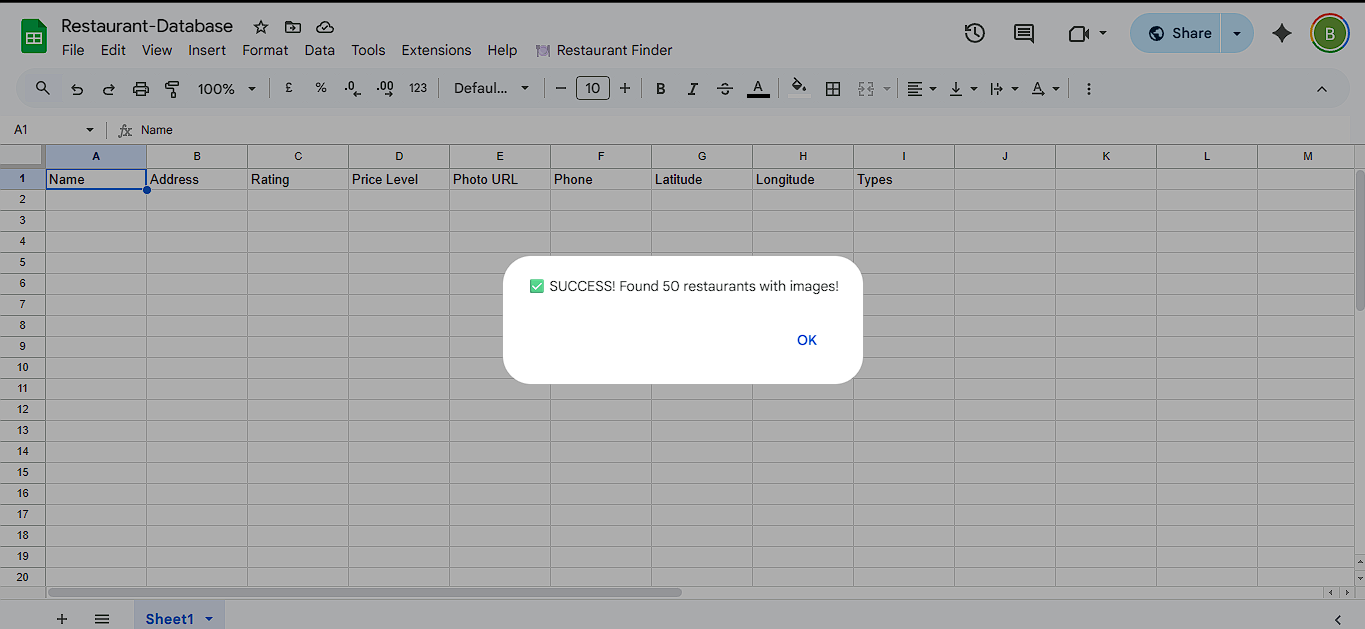 Restaurant-Database
File Edit View Insert Format Data Tools Extensions Help 🍽️ Restaurant Finder
Share
B
100% £ % .0 .00 123 Defaul... − 10 + B I S A A
A1 fx Name
A B C D E F G H I J K L M
1 Name Address Rating Price Level Photo URL Phone Latitude Longitude Types
2
3
4
5
6
7
8
9
10
11
12
13
14
15
16
17
18
19
20
✅ SUCCESS! Found 50 restaurants with images!
OK
+ Sheet1